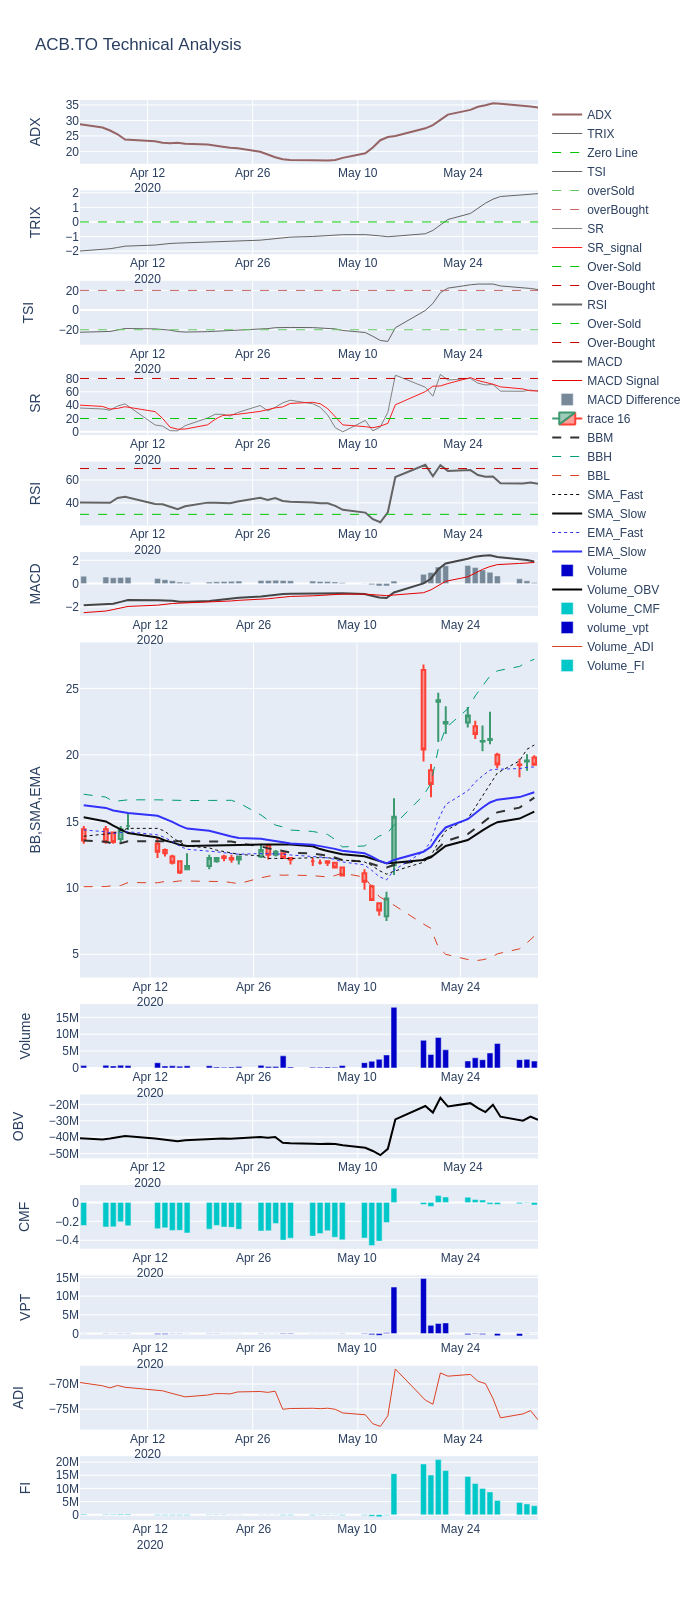 ACB.TO Technical Analysis
ADX
35
30
25
20
Apr 12
2020
Apr 26
May 10
May 24
TRIX
2
1
0
−1
−2
Apr 12
2020
Apr 26
May 10
May 24
TSI
20
0
−20
Apr 12
2020
Apr 26
May 10
May 24
SR
80
60
40
20
0
Apr 12
2020
Apr 26
May 10
May 24
RSI
60
40
Apr 12
2020
Apr 26
May 10
May 24
MACD
2
0
−2
Apr 12
2020
Apr 26
May 10
May 24
BB,SMA,EMA
25
20
15
10
5
Apr 12
2020
Apr 26
May 10
May 24
Volume
15M
10M
5M
0
Apr 12
2020
Apr 26
May 10
May 24
OBV
−20M
−30M
−40M
−50M
Apr 12
2020
Apr 26
May 10
May 24
CMF
0
−0.2
−0.4
Apr 12
2020
Apr 26
May 10
May 24
VPT
15M
10M
5M
0
Apr 12
2020
Apr 26
May 10
May 24
ADI
−70M
−75M
Apr 12
2020
Apr 26
May 10
May 24
FI
20M
15M
10M
5M
0
Apr 12
2020
Apr 26
May 10
May 24
ADX
TRIX
Zero Line
TSI
overSold
overBought
SR
SR_signal
Over-Sold
Over-Bought
RSI
Over-Sold
Over-Bought
MACD
MACD Signal
MACD Difference
trace 16
BBM
BBH
BBL
SMA_Fast
SMA_Slow
EMA_Fast
EMA_Slow
Volume
Volume_OBV
Volume_CMF
volume_vpt
Volume_ADI
Volume_FI